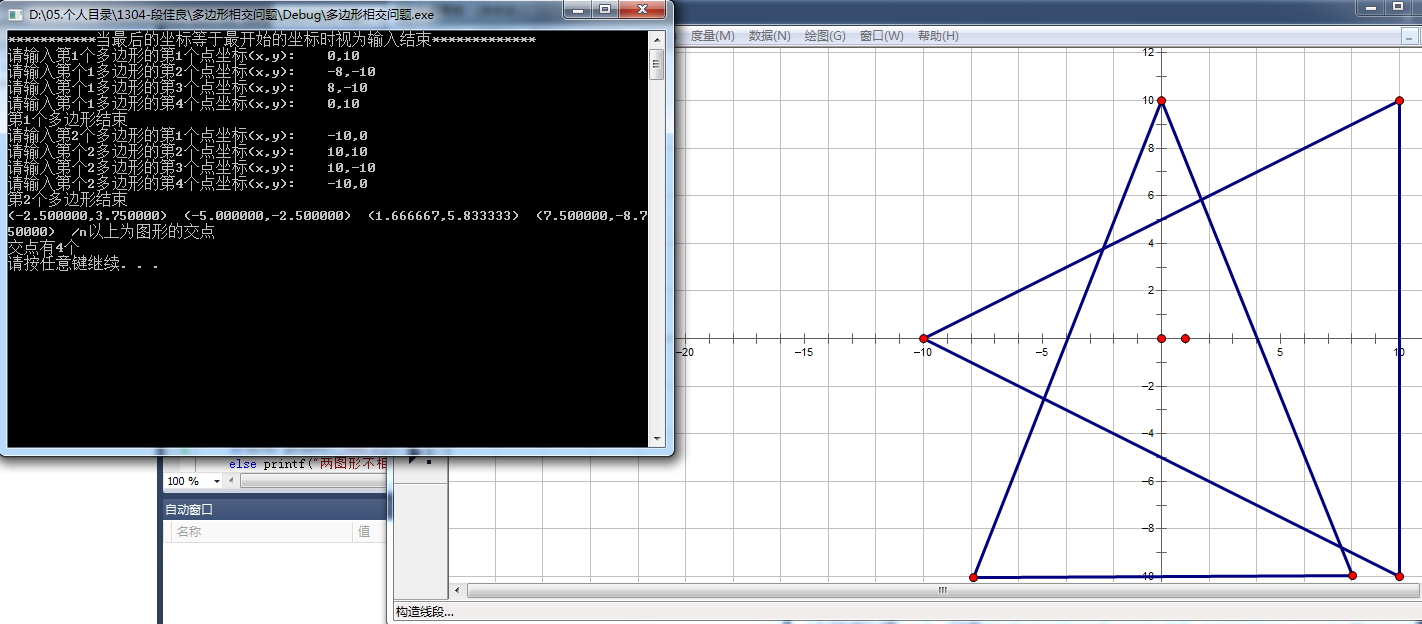 D:\05.个人目录\1304-段佳良\多边形相交问题\Debug\多边形相交问题.exe
***********当最后的坐标等于最开始的坐标时视为输入结束*************
请输入第1个多边形的第1个点坐标(x,y):    0,10
请输入第个1多边形的第2个点坐标(x,y):    -8,-10
请输入第个1多边形的第3个点坐标(x,y):    8,-10
请输入第个1多边形的第4个点坐标(x,y):    0,10
第1个多边形结束
请输入第2个多边形的第1个点坐标(x,y):    -10,0
请输入第个2多边形的第2个点坐标(x,y):    10,10
请输入第个2多边形的第3个点坐标(x,y):    10,-10
请输入第个2多边形的第4个点坐标(x,y):    -10,0
第2个多边形结束
(-2.500000,3.750000)  (-5.000000,-2.500000)  (1.666667,5.833333)  (7.500000,-8.7
50000)  /n以上为图形的交点
交点有4个
请按任意键继续. . .
度量(M) 数据(N) 绘图(G) 窗口(W) 帮助(H)
12
10
8
6
4
2
-20 -15 -10 -5 5 10
-2
-4
-6
-8
else printf("两图形不相
100 %
自动窗口
名称 值
构造线段...